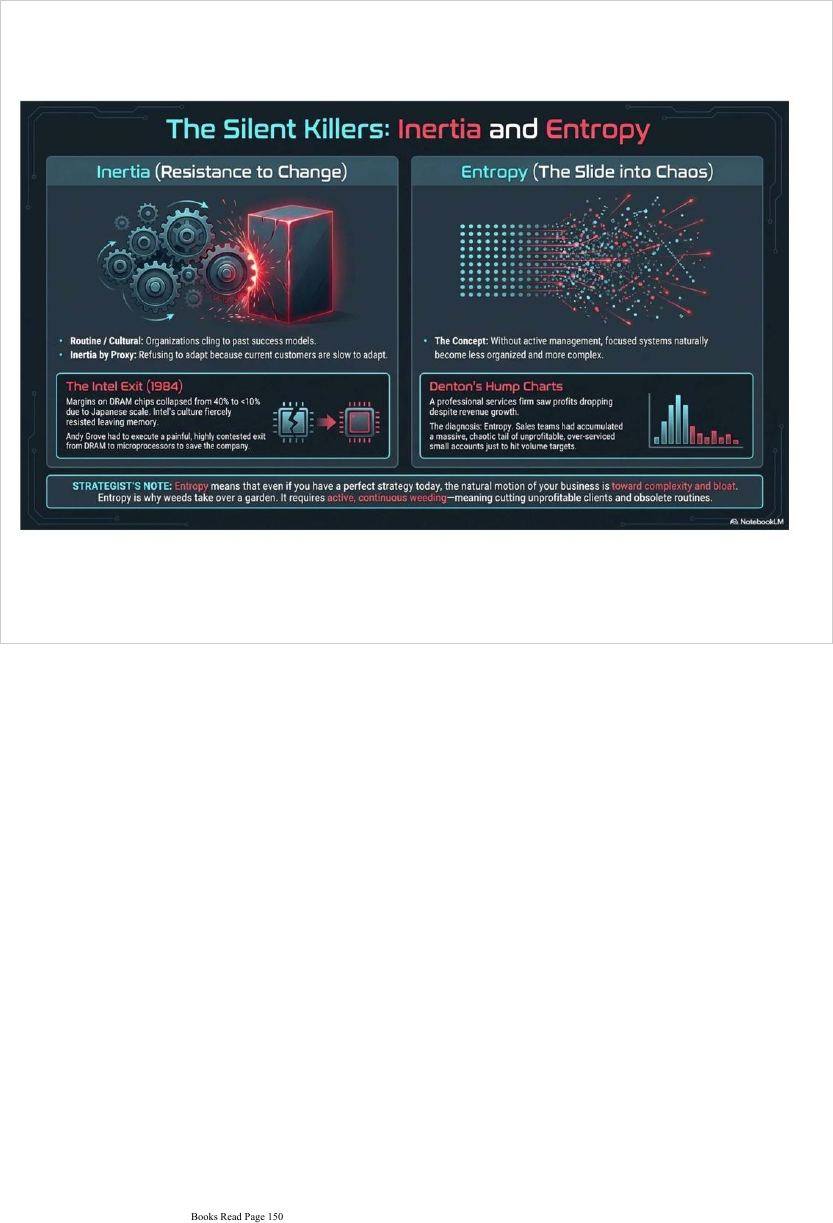 The Silent Killers: Inertia and Entropy
Inertia (Resistance to Change)
• Routine / Cultural: Organizations cling to past success models.
• Inertia by Proxy: Refusing to adapt because current customers are slow to adapt.
The Intel Exit (1984)
Margins on DRAM chips collapsed from 40% to <10%
due to Japanese scale. Intel's culture fiercely
resisted leaving memory.
Andy Grove had to execute a painful, highly contested exit
from DRAM to microprocessors to save the company.
Entropy (The Slide into Chaos)
• The Concept: Without active management, focused systems naturally
become less organized and more complex.
Denton's Hump Charts
A professional services firm saw profits dropping
despite revenue growth.
The diagnosis: Entropy. Sales teams had accumulated
a massive, chaotic tail of unprofitable, over-serviced
small accounts just to hit volume targets.
STRATEGIST'S NOTE: Entropy means that even if you have a perfect strategy today, the natural motion of your business is toward complexity and bloat.
Entropy is why weeds take over a garden. It requires active, continuous weeding—meaning cutting unprofitable clients and obsolete routines.
NotebookLM
Books Read Page 150